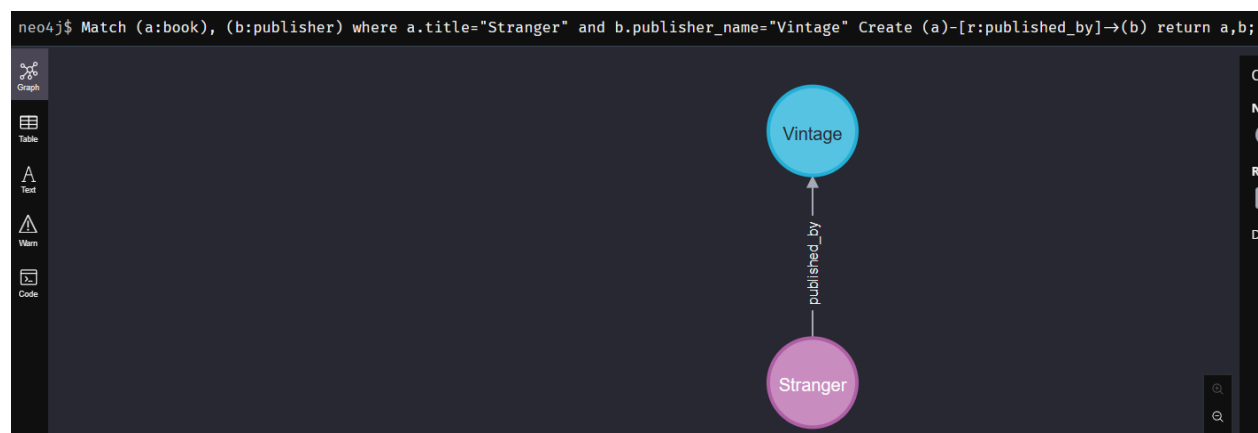 neo4j$ Match (a:book), (b:publisher) where a.title="Stranger" and b.publisher_name="Vintage" Create (a)-[r:published_by]→(b) return a,b;
Graph
Table
Text
Warn
Code
Vintage
published_by
Stranger